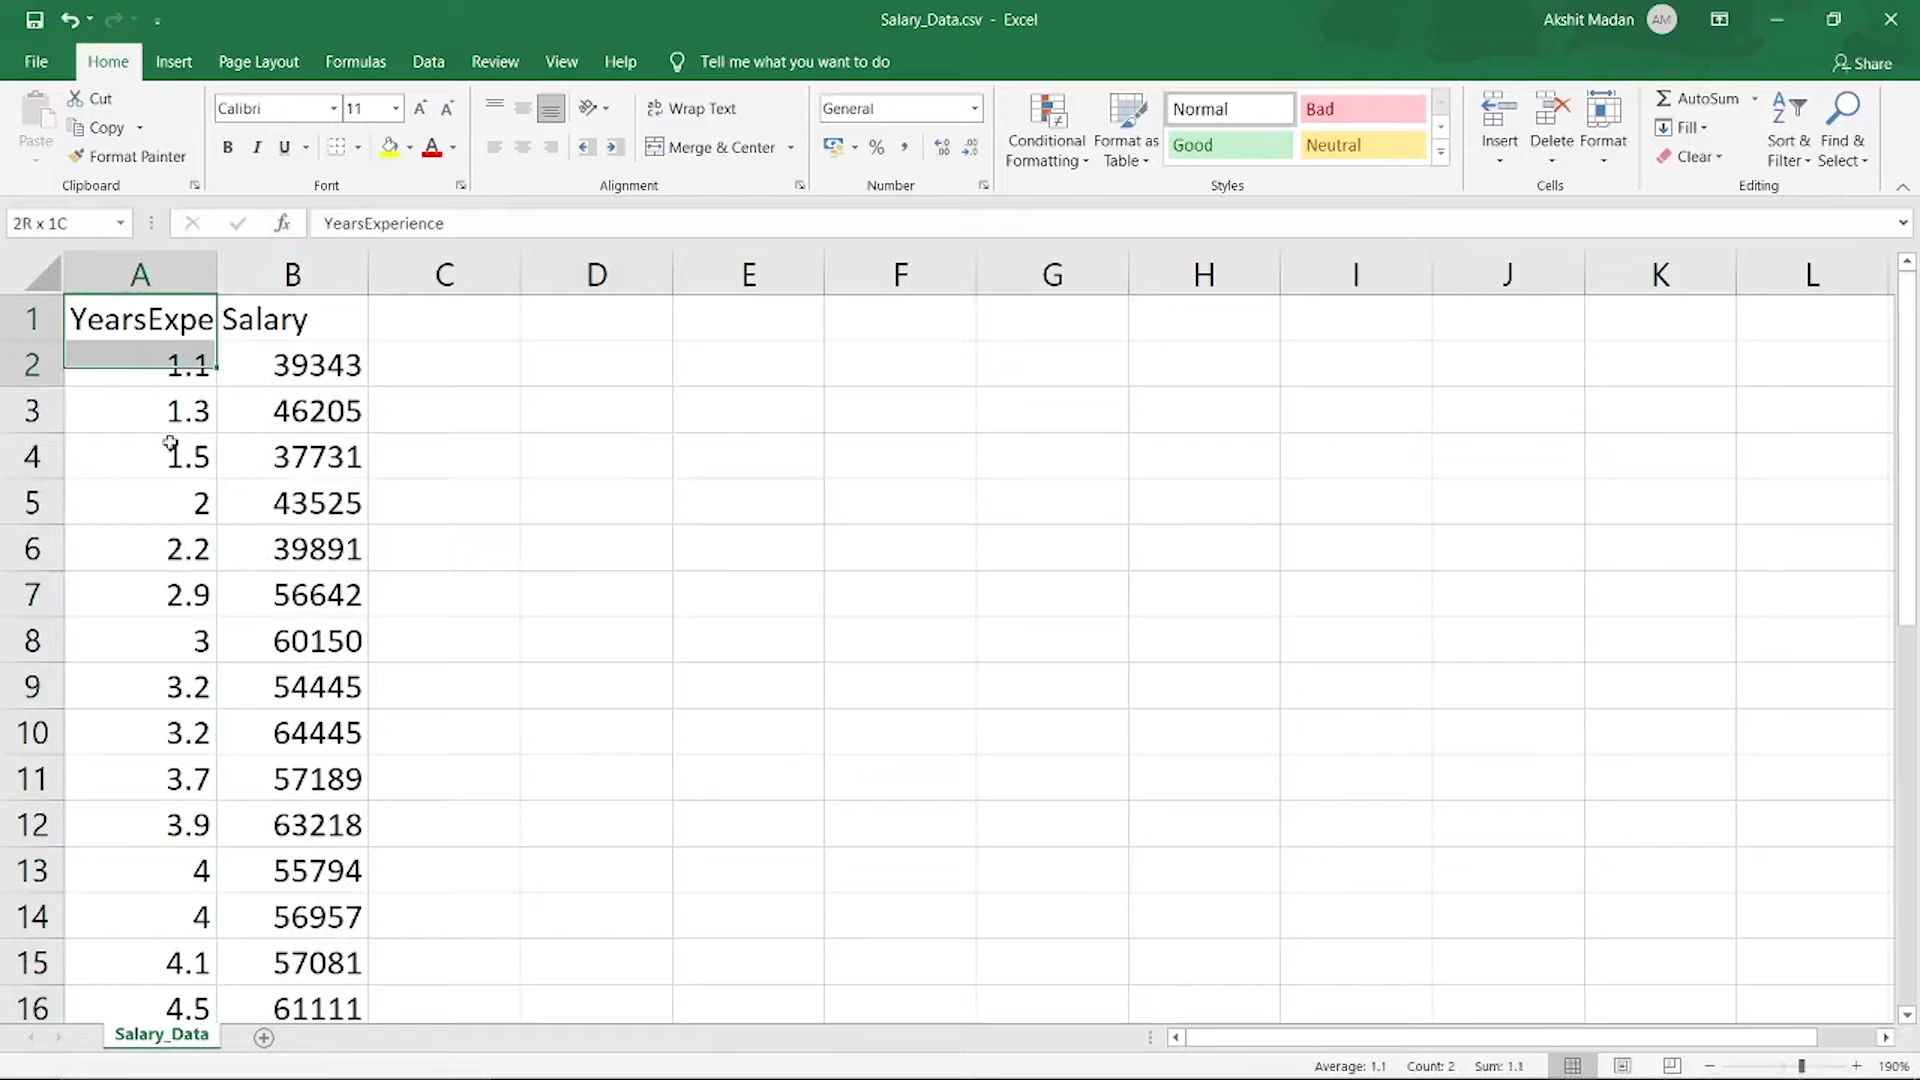 Salary_Data.csv - Excel
Akshit Madan AM
File Home Insert Page Layout Formulas Data Review View Help Tell me what you want to do Share
Paste Cut Copy Format Painter Clipboard
Calibri 11 A A B I U A Font
Wrap Text Merge & Center Alignment
General % , Number
Conditional Formatting Format as Table Normal Bad Good Neutral Styles
Insert Delete Format Cells
AutoSum Fill Clear Sort & Filter Find & Select Editing
2R x 1C fx YearsExperience
A B C D E F G H I J K L
1 YearsExpe Salary
2 1.1 39343
3 1.3 46205
4 1.5 37731
5 2 43525
6 2.2 39891
7 2.9 56642
8 3 60150
9 3.2 54445
10 3.2 64445
11 3.7 57189
12 3.9 63218
13 4 55794
14 4 56957
15 4.1 57081
16 4.5 61111
Salary_Data
Average: 1.1 Count: 2 Sum: 1.1 190%